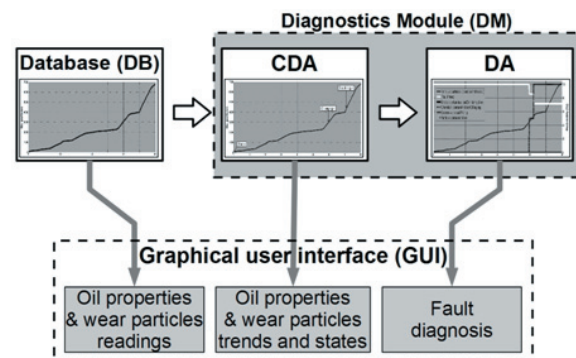 Diagnostics Module (DM)
Database (DB)
CDA
DA
Graphical user interface (GUI)
Oil properties
& wear particles
readings
Oil properties
& wear particles
trends and states
Fault
diagnosis